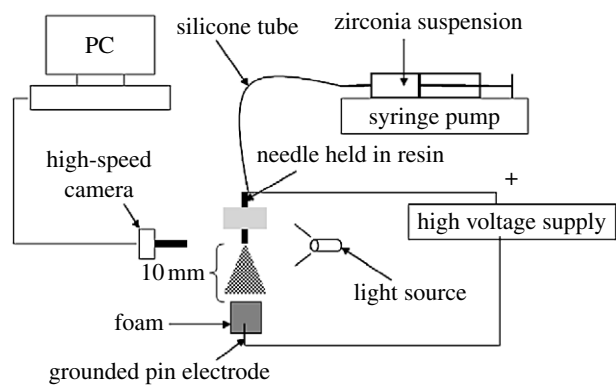 silicone tube
zirconia suspension
PC
syringe pump
high-speed
camera
needle held in resin
+
high voltage supply
10 mm
light source
foam
grounded pin electrode